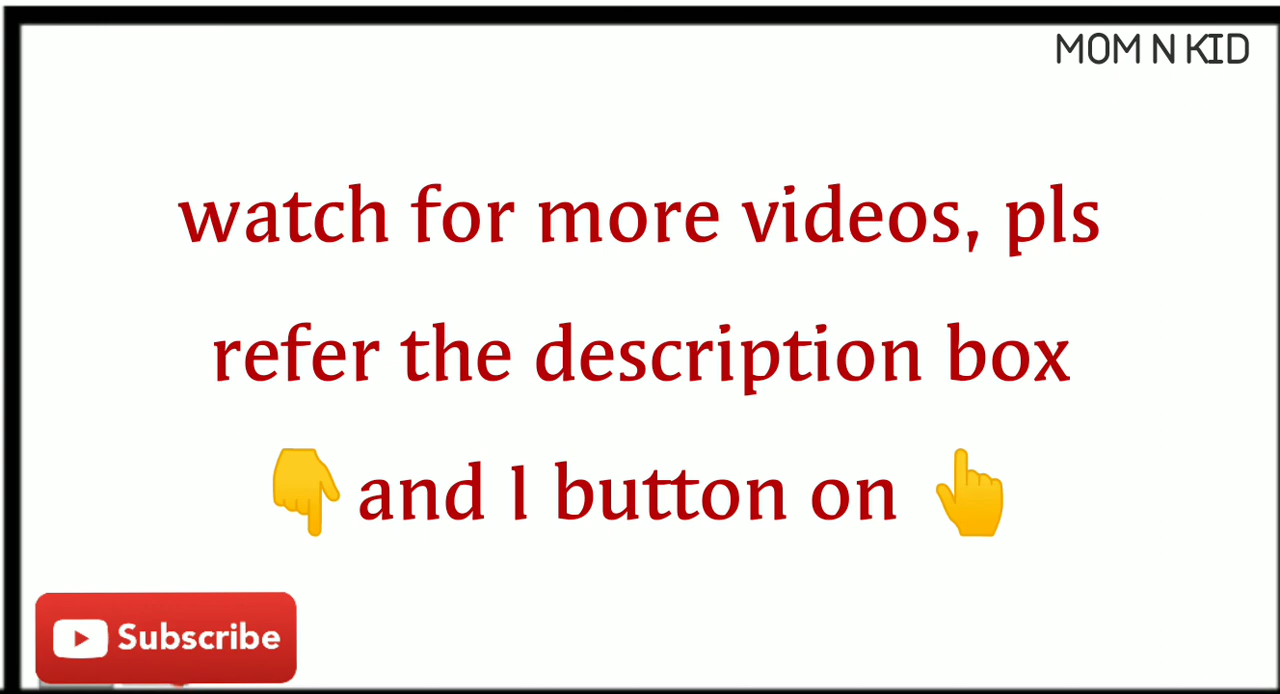 MOM N KID
watch for more videos, pls
refer the description box
👇and I button on 👆
Subscribe